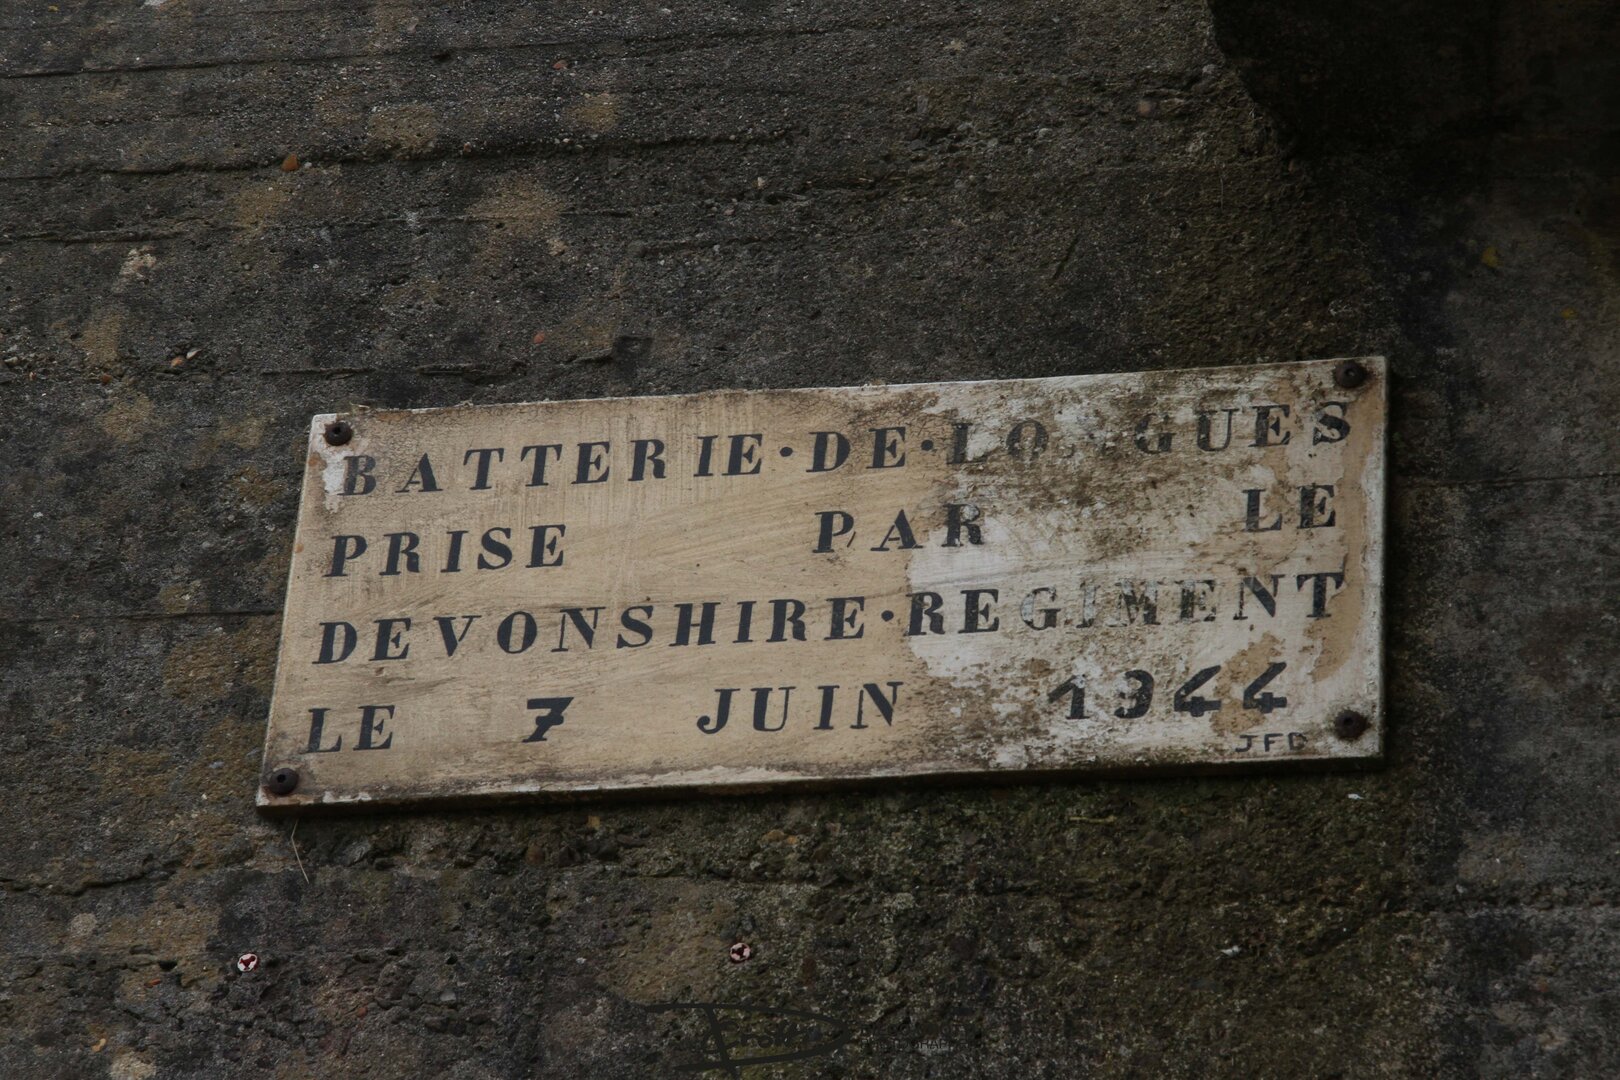 BATTERIE·DE·LONGUES
PRISE PAR LE
DEVONSHIRE·REGIMENT
LE 7 JUIN 1944
JFD